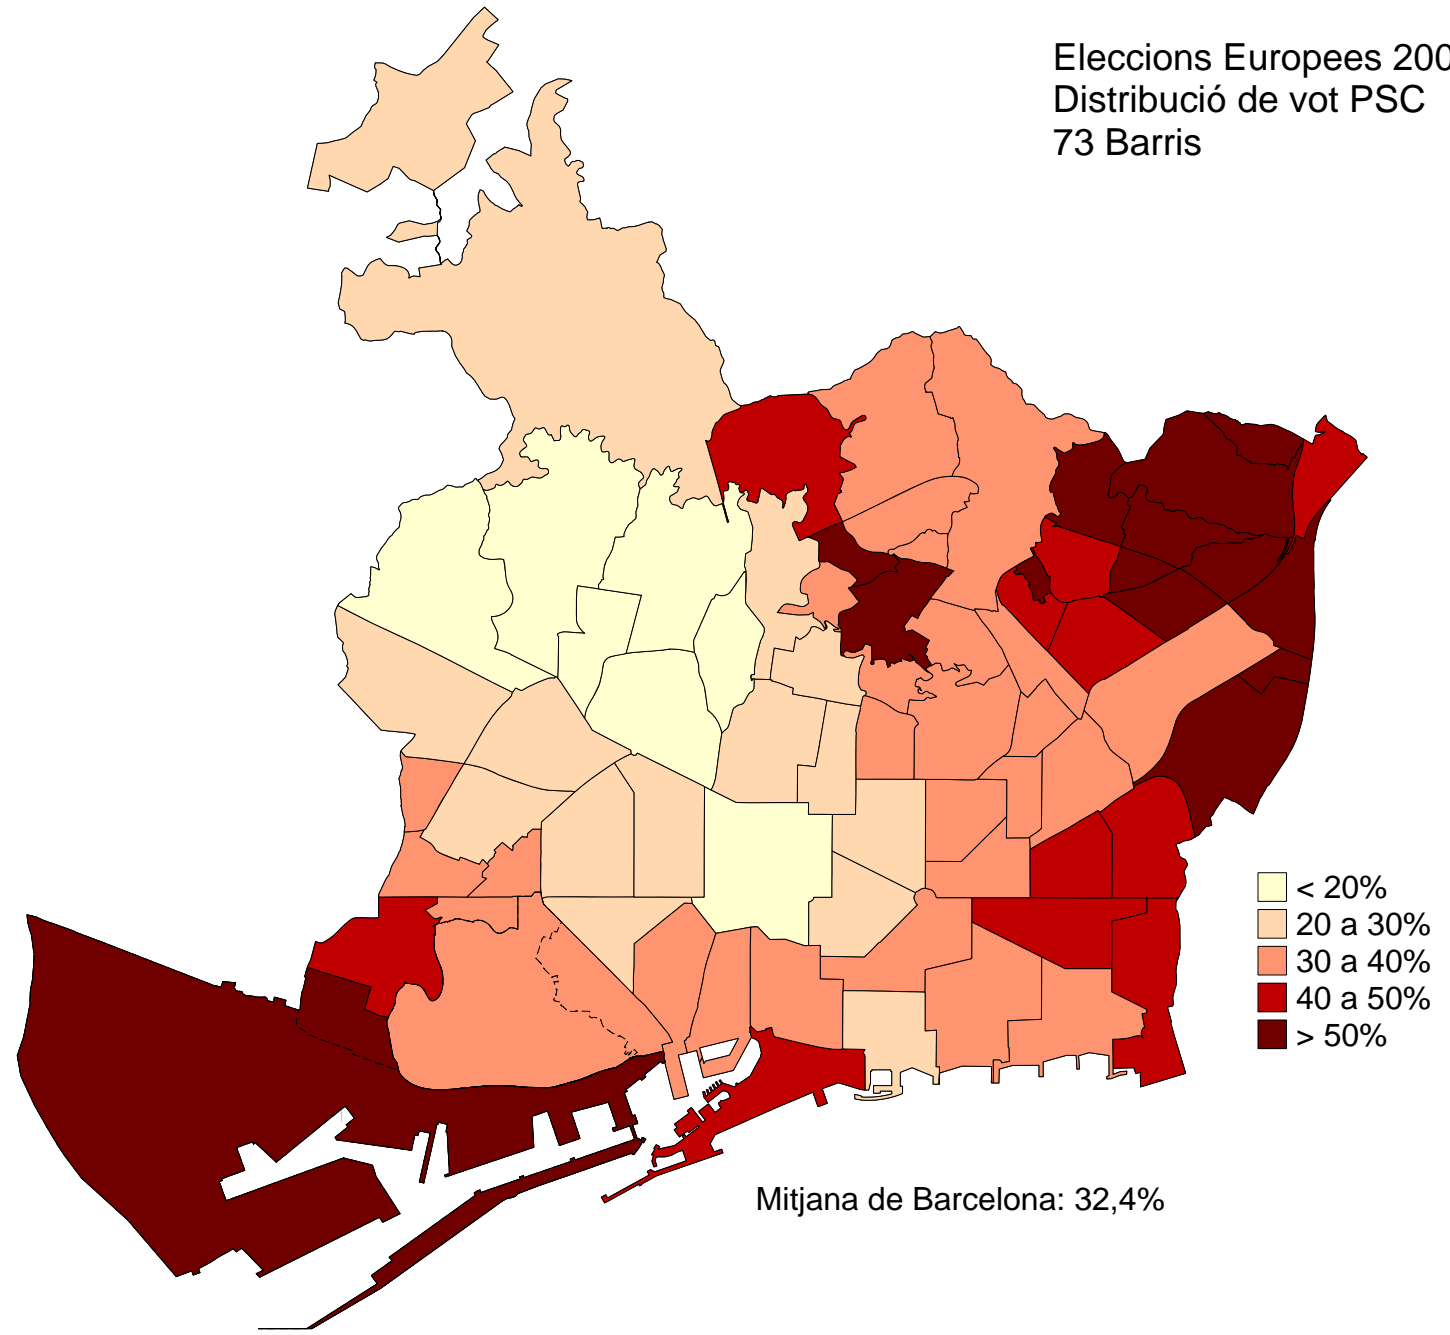 Eleccions Europees 200
Distribució de vot PSC
73 Barris
< 20%
20 a 30%
30 a 40%
40 a 50%
> 50%
Mitjana de Barcelona: 32,4%